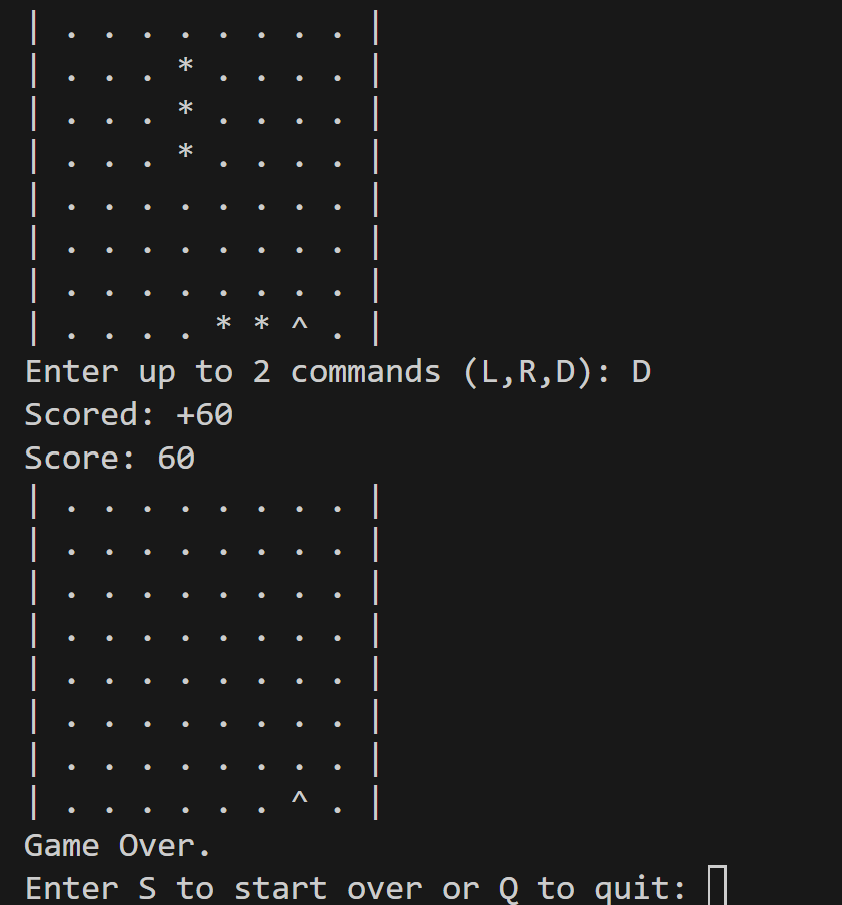 | . . . . . . . . |
| . . . * . . . . |
| . . . * . . . . |
| . . . * . . . . |
| . . . . . . . . |
| . . . . . . . . |
| . . . . . . . . |
| . . . . * * ^ . |
Enter up to 2 commands (L,R,D): D
Scored: +60
Score: 60
| . . . . . . . . |
| . . . . . . . . |
| . . . . . . . . |
| . . . . . . . . |
| . . . . . . . . |
| . . . . . . . . |
| . . . . . . . . |
| . . . . . . ^ . |
Game Over.
Enter S to start over or Q to quit: